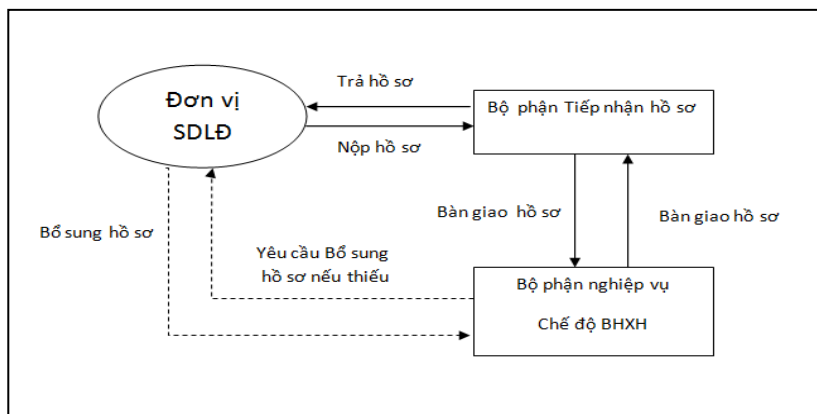 Trả hồ sơ
Đơn vị
SDLĐ
Bộ phận Tiếp nhận hồ sơ
Nộp hồ sơ
Bàn giao hồ sơ
Bàn giao hồ sơ
Bổ sung hồ sơ
Yêu cầu Bổ sung
hồ sơ nếu thiếu
Bộ phận nghiệp vụ
Chế độ BHXH